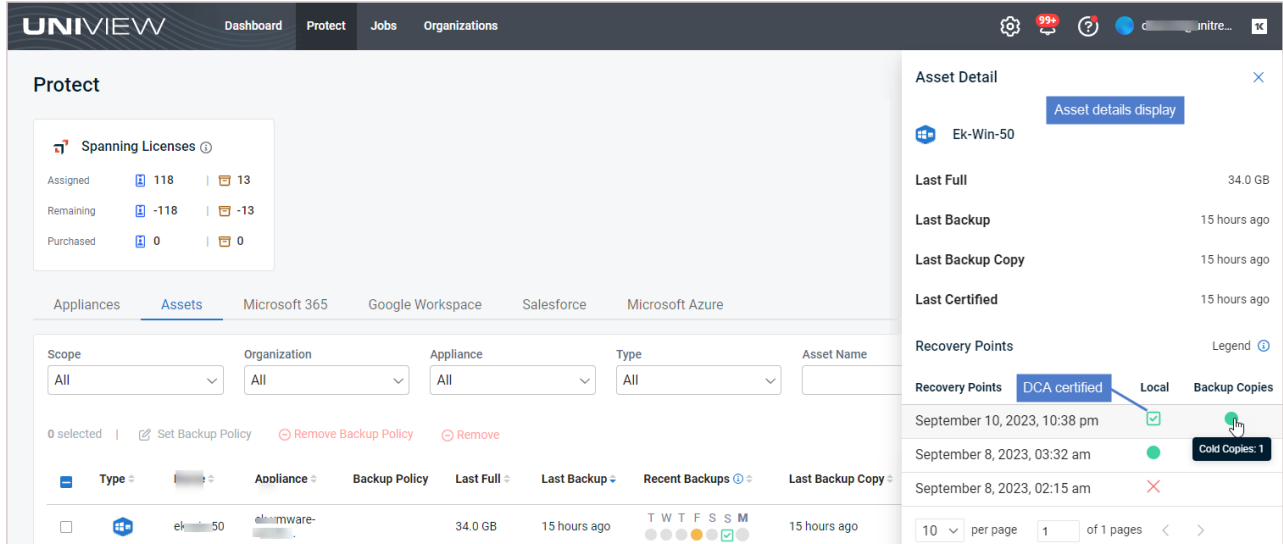 UNIVIEW Dashboard Protect Jobs Organizations 99+ unitre... 1K
Protect
Spanning Licenses
Assigned 118 | 13
Remaining -118 | -13
Purchased 0 | 0
Appliances Assets Microsoft 365 Google Workspace Salesforce Microsoft Azure
Scope Organization Appliance Type Asset Name
All All All All
0 selected | Set Backup Policy Remove Backup Policy Remove
Type Appliance Backup Policy Last Full Last Backup Recent Backups Last Backup Copy
50 34.0 GB 15 hours ago T W T F S S M 15 hours ago
Asset Detail
Asset details display
Ek-Win-50
Last Full 34.0 GB
Last Backup 15 hours ago
Last Backup Copy 15 hours ago
Last Certified 15 hours ago
Recovery Points Legend
Recovery Points DCA certified Local Backup Copies
September 10, 2023, 10:38 pm
Cold Copies: 1
September 8, 2023, 03:32 am
September 8, 2023, 02:15 am
10 per page 1 of 1 pages